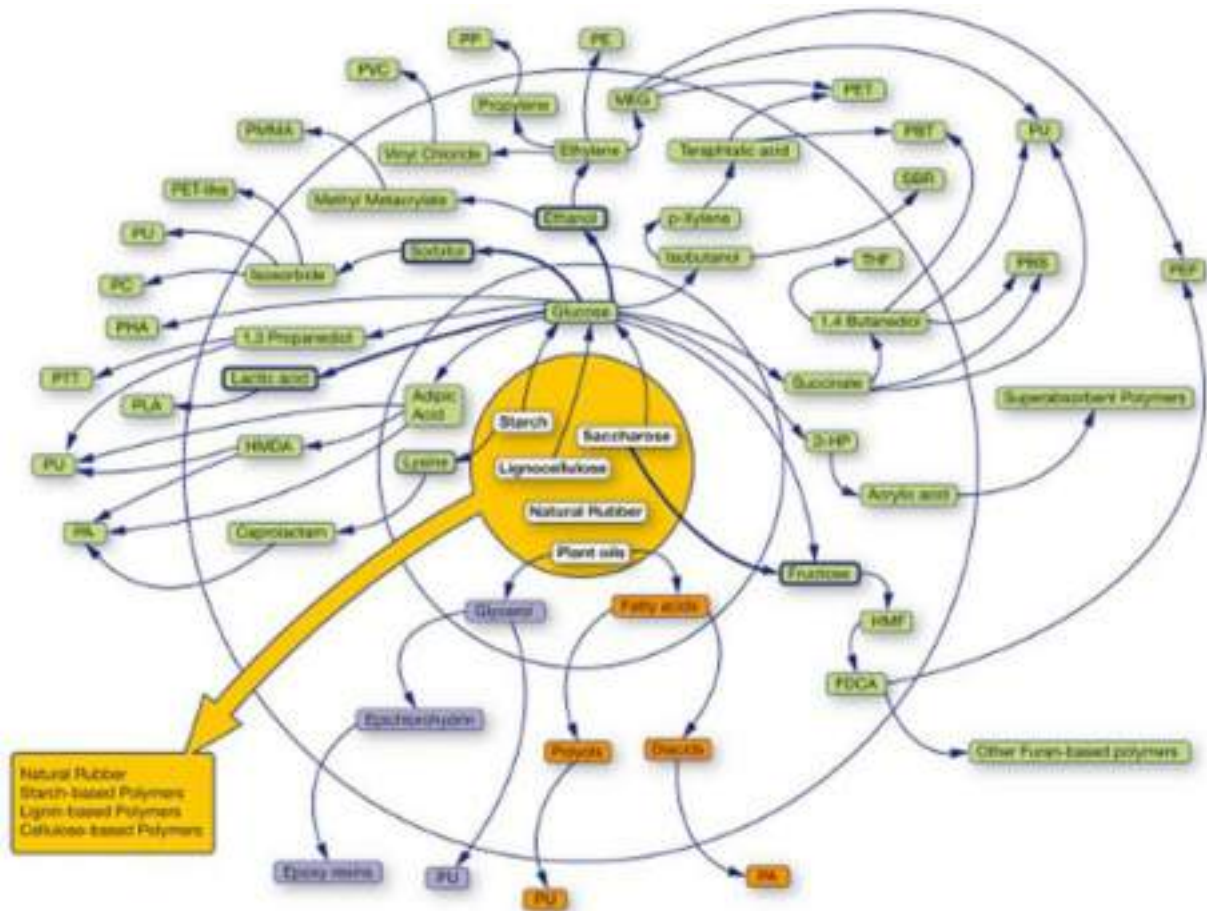 PP
PE
PVC
Propylene
MEG
PET
PMMA
Vinyl Chloride
Ethylene
Teraphtalic acid
PBT
PU
SBR
PET-like
Methyl Metacrylate
Ethanol
p-Xylene
PU
Sorbitol
Isobutanol
THF
PBS
PEF
PC
Isosorbide
PHA
Glucose
1,4 Butanediol
1,3 Propanediol
PTT
Lactic acid
Succinate
PLA
Adipic
Acid
Superabsorbent Polymers
Starch
Saccharose
HMDA
3-HP
PU
Lysine
Lignocellulose
Acrylic acid
Natural Rubber
PA
Caprolactam
Plant oils
Fructose
Glycerol
Fatty acids
HMF
FDCA
Epichlorohydrin
Polyols
Diacids
Other Furan-based polymers
Natural Rubber
Starch-based Polymers
Lignin-based Polymers
Cellulose-based Polymers
Epoxy resins
PU
PA
PU